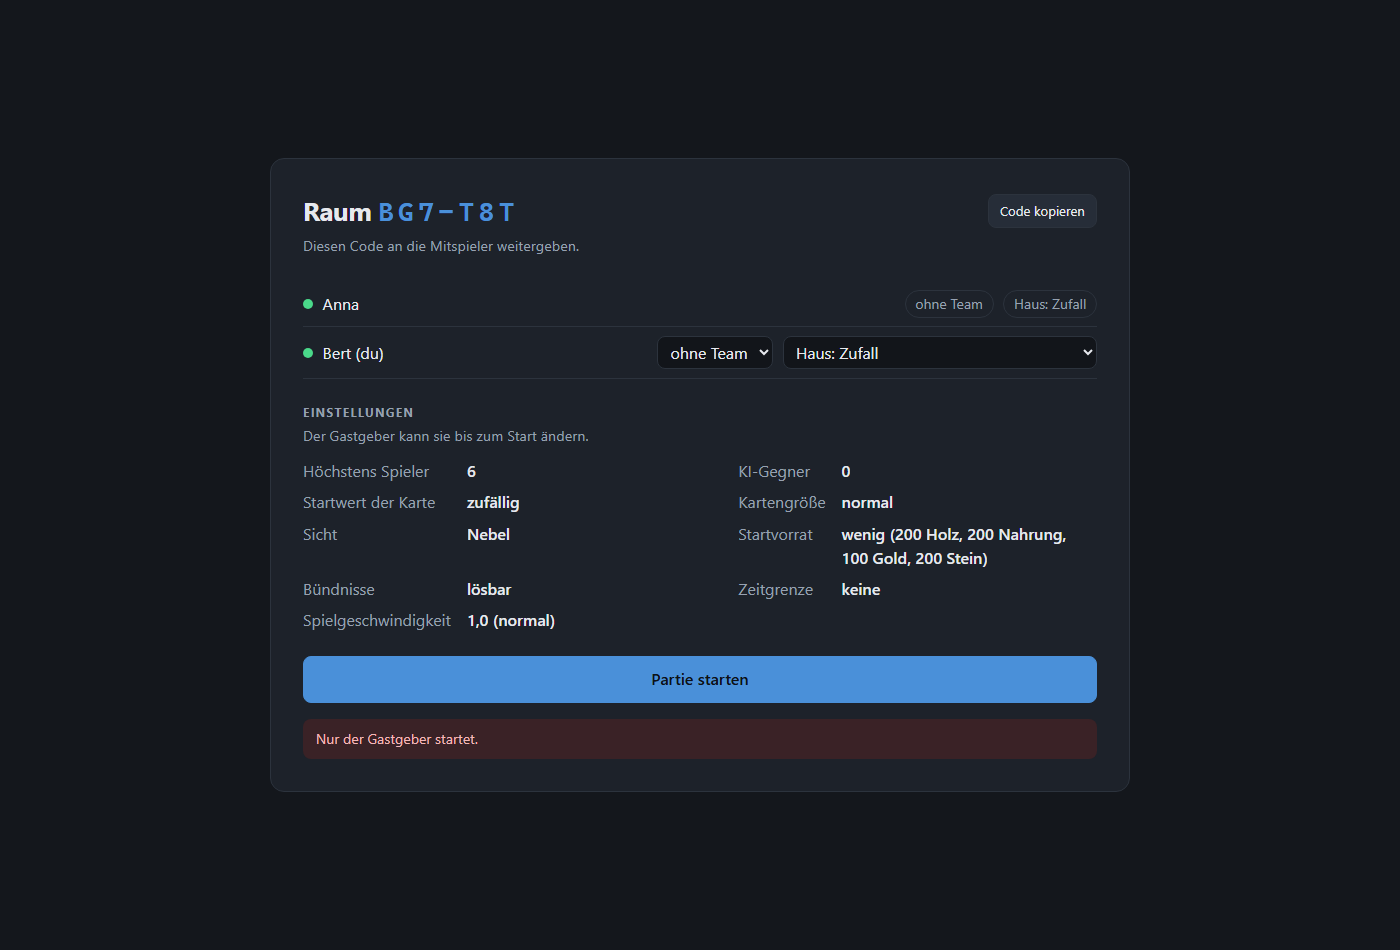 Raum BG7-T8T
Code kopieren
Diesen Code an die Mitspieler weitergeben.
Anna
ohne Team
Haus: Zufall
Bert (du)
ohne Team
Haus: Zufall
EINSTELLUNGEN
Der Gastgeber kann sie bis zum Start ändern.
Höchstens Spieler 6
KI-Gegner 0
Startwert der Karte zufällig
Kartengröße normal
Sicht Nebel
Startvorrat wenig (200 Holz, 200 Nahrung,
100 Gold, 200 Stein)
Bündnisse lösbar
Zeitgrenze keine
Spielgeschwindigkeit 1,0 (normal)
Partie starten
Nur der Gastgeber startet.